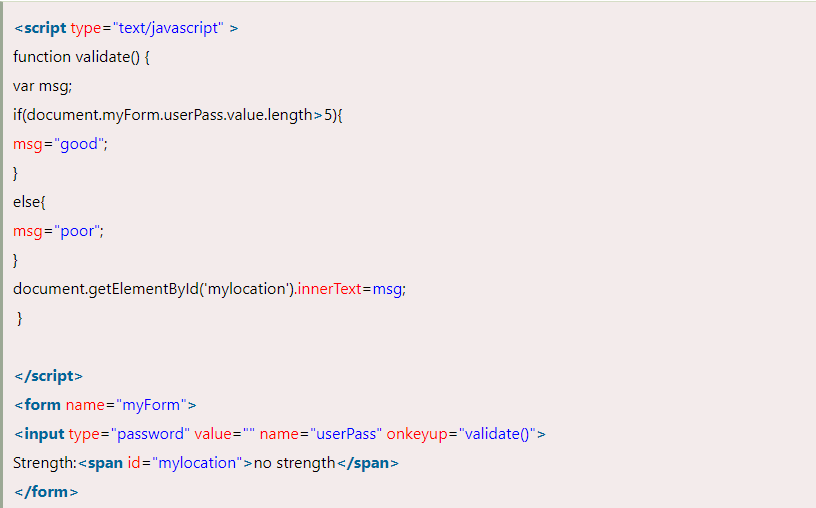 <script type="text/javascript" >
function validate() {
var msg;
if(document.myForm.userPass.value.length>5){
msg="good";
}
else{
msg="poor";
}
document.getElementById('mylocation').innerText=msg;
}
</script>
<form name="myForm">
<input type="password" value="" name="userPass" onkeyup="validate()">
Strength:<span id="mylocation">no strength</span>
</form>